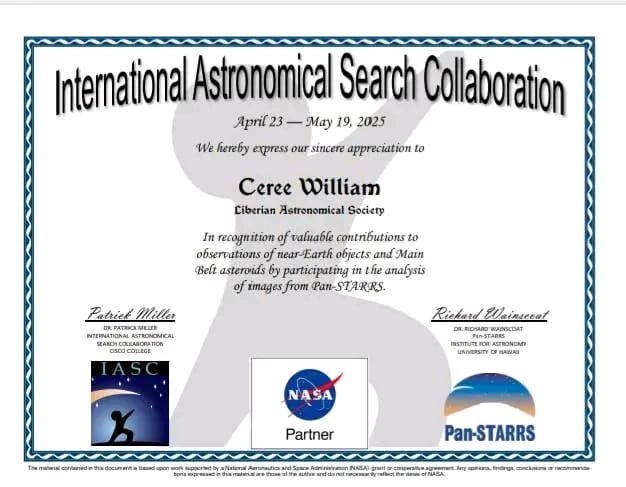 International Astronomical Search Collaboration
April 23 — May 19, 2025
We hereby express our sincere appreciation to
Ceree William
Liberian Astronomical Society
In recognition of valuable contributions to
observations of near-Earth objects and Main
Belt asteroids by participating in the analysis
of images from Pan-STARRS.
Patrick Miller
DR. PATRICK MILLER
INTERNATIONAL ASTRONOMICAL
SEARCH COLLABORATION
CISCO COLLEGE
Richard Wainscoat
DR. RICHARD WAINSCOAT
Pan-STARRS
INSTITUTE FOR ASTRONOMY
UNIVERSITY OF HAWAII
IASC
NASA
Partner
Pan-STARRS
The material contained in this document is based upon work supported by a National Aeronautics and Space Administration (NASA) grant or cooperative agreement. Any opinions, findings, conclusions or recommenda-
tions expressed in this material are those of the author and do not necessarily reflect the views of NASA.